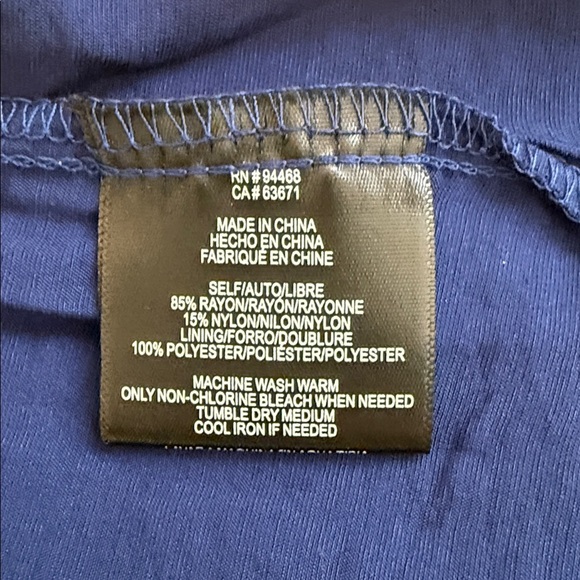 RN # 94468
CA # 63671
MADE IN CHINA
HECHO EN CHINA
FABRIQUÉ EN CHINE
SELF/AUTO/LIBRE
85% RAYON/RAYÓN/RAYONNE
15% NYLON/NILON/NYLON
LINING/FORRO/DOUBLURE
100% POLYESTER/POLIÉSTER/POLYESTER
MACHINE WASH WARM
ONLY NON-CHLORINE BLEACH WHEN NEEDED
TUMBLE DRY MEDIUM
COOL IRON IF NEEDED